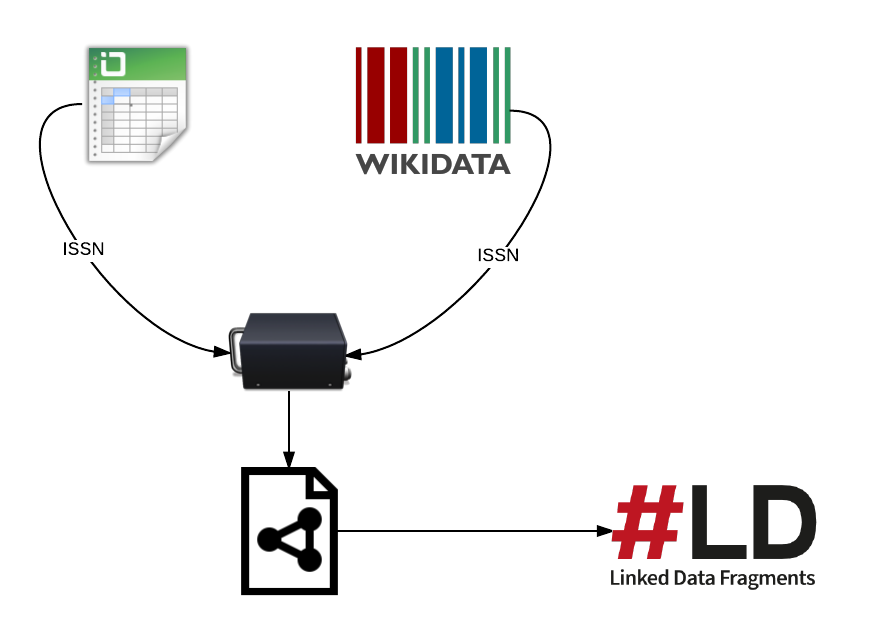 WIKIDATA
ISSN
ISSN
#LD
Linked Data Fragments